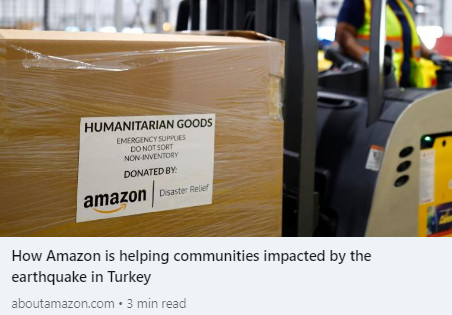 HUMANITARIAN GOODS
EMERGENCY SUPPLIES
DO NOT SORT
NON-INVENTORY
DONATED BY:
amazon | Disaster Relief
How Amazon is helping communities impacted by the
earthquake in Turkey
aboutamazon.com • 3 min read